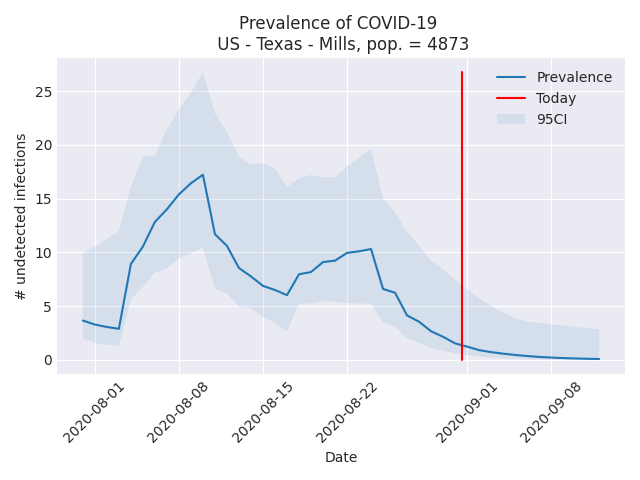 Prevalence of COVID-19
US - Texas - Mills, pop. = 4873
Prevalence
Today
95CI
# undetected infections
25
20
15
10
5
0
2020-08-01
2020-08-08
2020-08-15
2020-08-22
2020-09-01
2020-09-08
Date